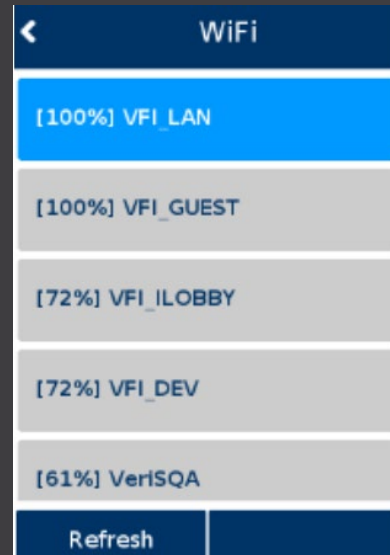 WiFi
[100%] VFI_LAN
[100%] VFI_GUEST
[72%] VFI_ILOBBY
[72%] VFI_DEV
[61%] VeriSQA
Refresh